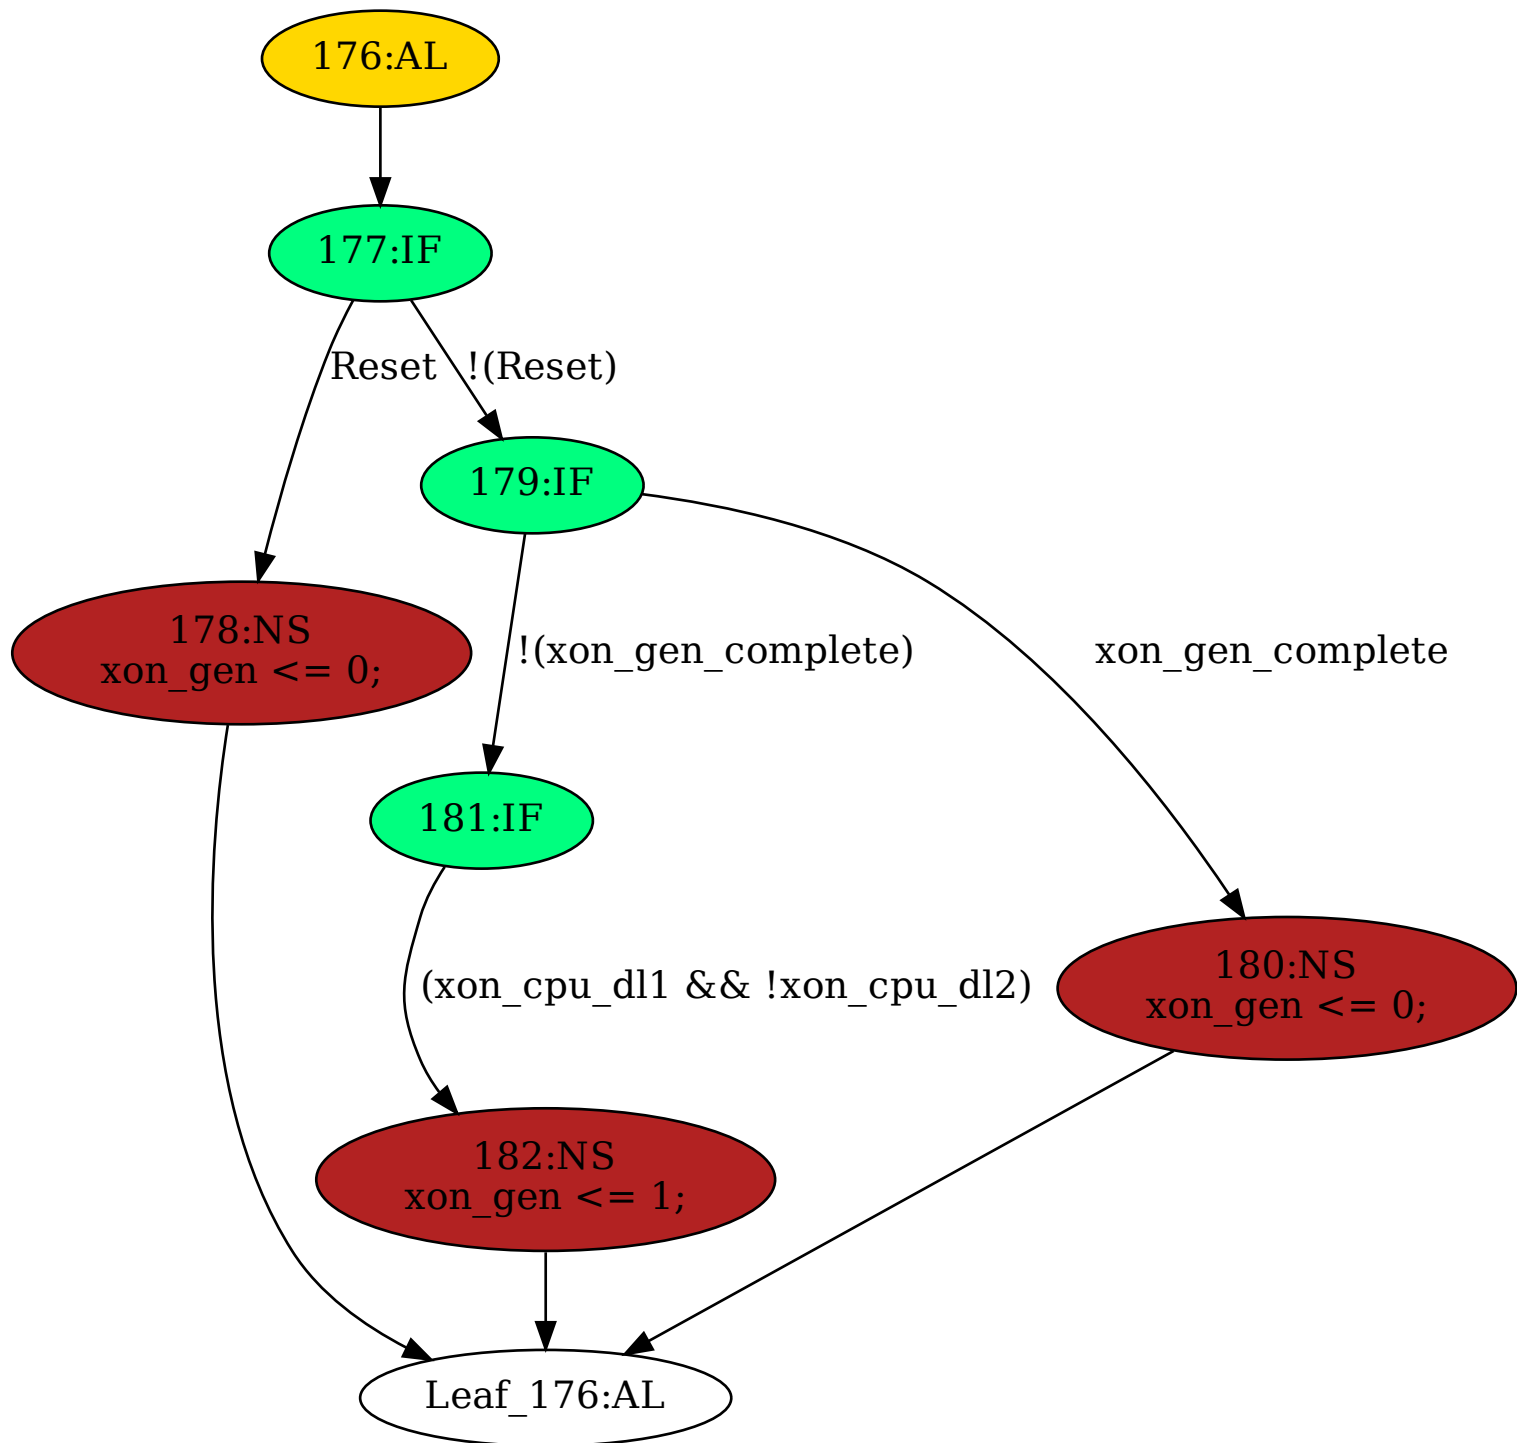 176:AL
177:IF
Reset
!(Reset)
179:IF
178:NS
xon_gen <= 0;
!(xon_gen_complete)
xon_gen_complete
181:IF
(xon_cpu_dl1 && !xon_cpu_dl2)
180:NS
xon_gen <= 0;
182:NS
xon_gen <= 1;
Leaf_176:AL